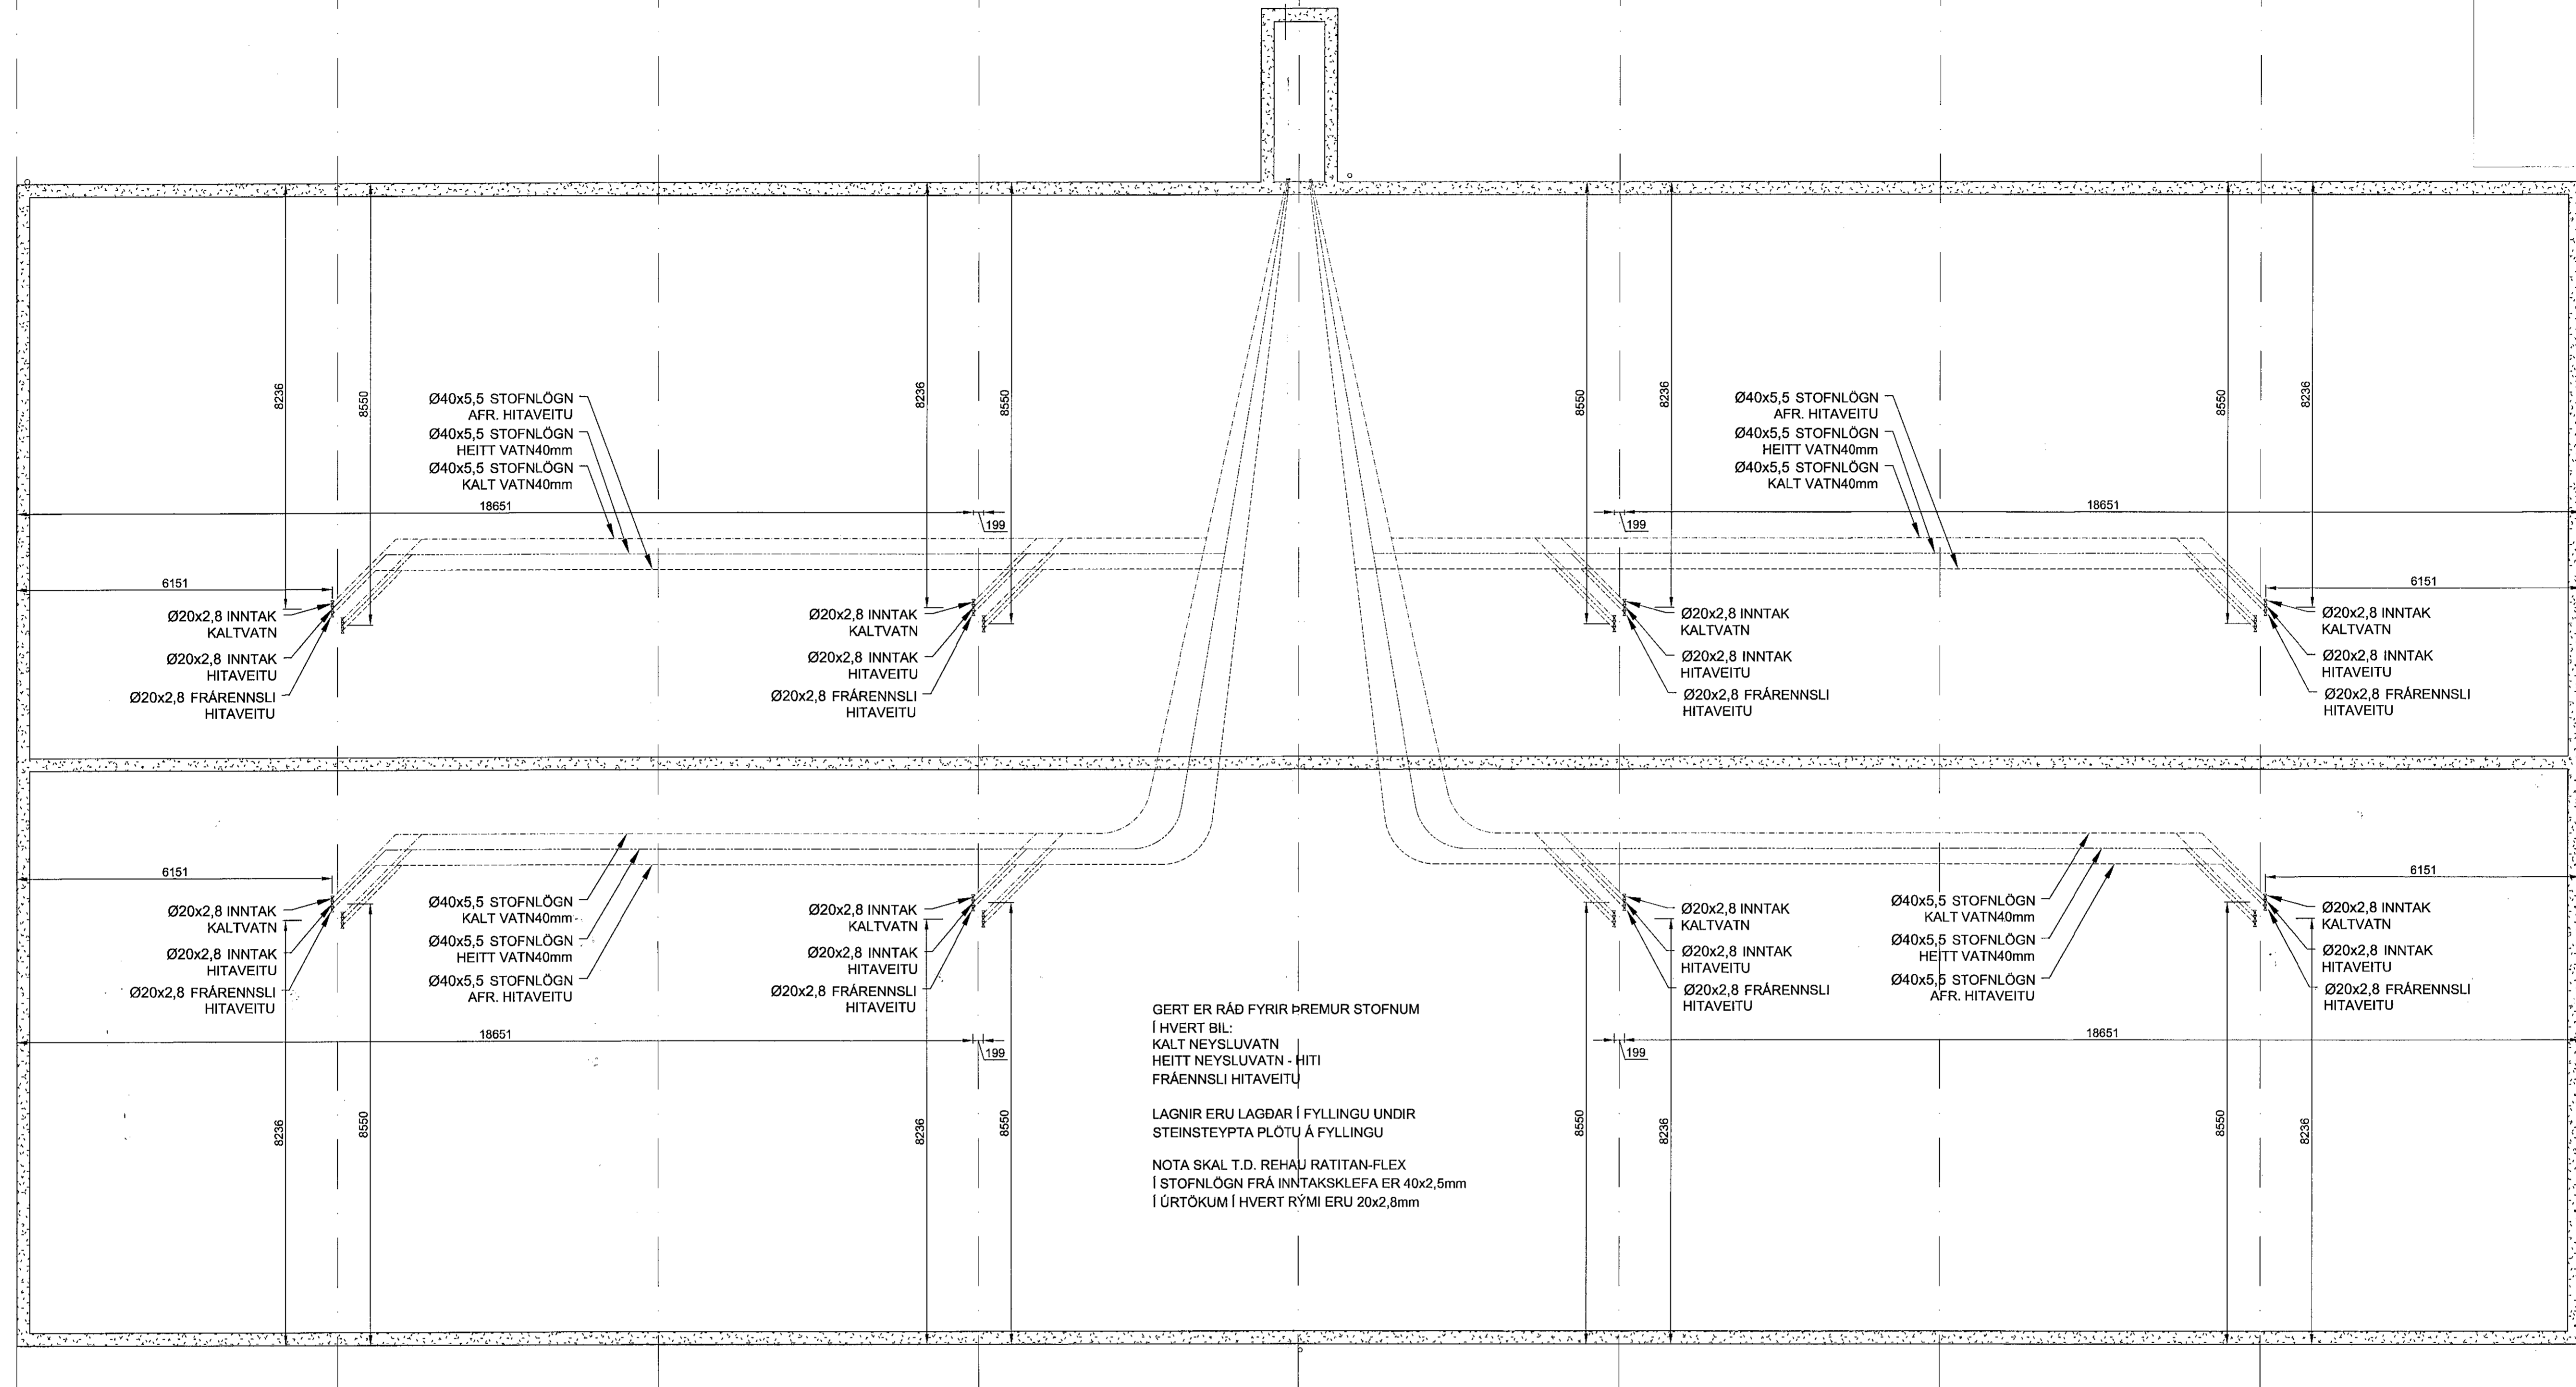 8236
8550
8236
8550
8550
8236
8550
8236
Ø40x5,5 STOFNLÖGN
AFR. HITAVEITU
Ø40x5,5 STOFNLÖGN
HEITT VATN40mm
Ø40x5,5 STOFNLÖGN
KALT VATN40mm
Ø40x5,5 STOFNLÖGN
AFR. HITAVEITU
Ø40x5,5 STOFNLÖGN
HEITT VATN40mm
Ø40x5,5 STOFNLÖGN
KALT VATN40mm
18651
199
199
18651
6151
6151
Ø20x2,8 INNTAK
KALTVATN
Ø20x2,8 INNTAK
HITAVEITU
Ø20x2,8 FRÁRENNSLI
HITAVEITU
Ø20x2,8 INNTAK
KALTVATN
Ø20x2,8 INNTAK
HITAVEITU
Ø20x2,8 FRÁRENNSLI
HITAVEITU
Ø20x2,8 INNTAK
KALTVATN
Ø20x2,8 INNTAK
HITAVEITU
Ø20x2,8 FRÁRENNSLI
HITAVEITU
Ø20x2,8 INNTAK
KALTVATN
Ø20x2,8 INNTAK
HITAVEITU
Ø20x2,8 FRÁRENNSLI
HITAVEITU
6151
6151
Ø20x2,8 INNTAK
KALTVATN
Ø20x2,8 INNTAK
HITAVEITU
Ø20x2,8 FRÁRENNSLI
HITAVEITU
Ø40x5,5 STOFNLÖGN
KALT VATN40mm
Ø40x5,5 STOFNLÖGN
HEITT VATN40mm
Ø40x5,5 STOFNLÖGN
AFR. HITAVEITU
Ø20x2,8 INNTAK
KALTVATN
Ø20x2,8 INNTAK
HITAVEITU
Ø20x2,8 FRÁRENNSLI
HITAVEITU
Ø20x2,8 INNTAK
KALTVATN
Ø20x2,8 INNTAK
HITAVEITU
Ø20x2,8 FRÁRENNSLI
HITAVEITU
Ø40x5,5 STOFNLÖGN
KALT VATN40mm
Ø40x5,5 STOFNLÖGN
HEITT VATN40mm
Ø40x5,5 STOFNLÖGN
AFR. HITAVEITU
Ø20x2,8 INNTAK
KALTVATN
Ø20x2,8 INNTAK
HITAVEITU
Ø20x2,8 FRÁRENNSLI
HITAVEITU
18651
199
199
18651
8236
8550
8236
8550
8550
8236
8550
8236
GERT ER RÁÐ FYRIR ÞREMUR STOFNUM
Í HVERT BIL:
KALT NEYSLUVATN
HEITT NEYSLUVATN - HITI
FRÁENNSLI HITAVEITU
LAGNIR ERU LAGÐAR Í FYLLINGU UNDIR
STEINSTEYPTA PLÖTU Á FYLLINGU
NOTA SKAL T.D. REHAU RATITAN-FLEX
Í STOFNLÖGN FRÁ INNTAKSKLEFA ER 40x2,5mm
Í ÚRTÖKUM Í HVERT RÝMI ERU 20x2,8mm